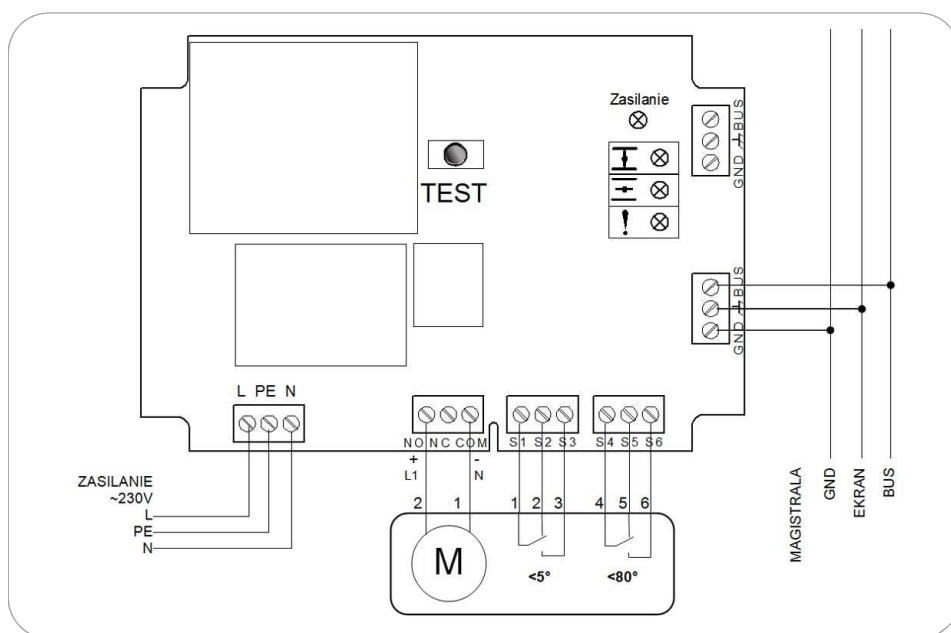 Zasilanie
TEST
!
BUS
GND
BUS
GND
L PE N
NO NC COM
S1 S2 S3
S4 S5 S6
+ -
L1 N
ZASILANIE
~230V
L
PE
N
2 1 1 2 3 4 5 6
M
<5° <80°
MAGISTRALA
GND
EKRAN
BUS